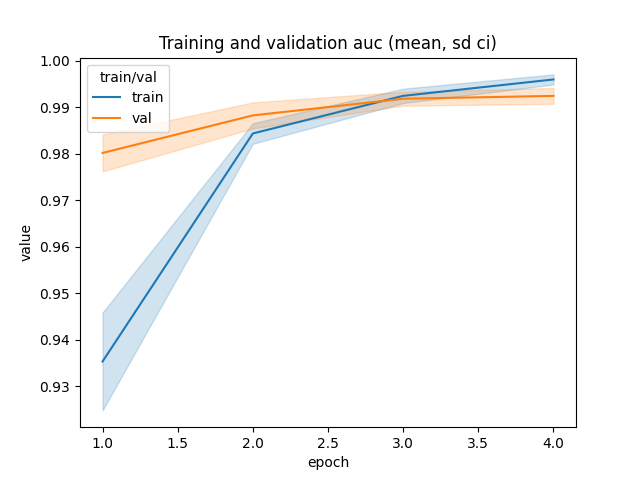 Training and validation auc (mean, sd ci)
train/val
train
val
value
1.00
0.99
0.98
0.97
0.96
0.95
0.94
0.93
1.0 1.5 2.0 2.5 3.0 3.5 4.0
epoch